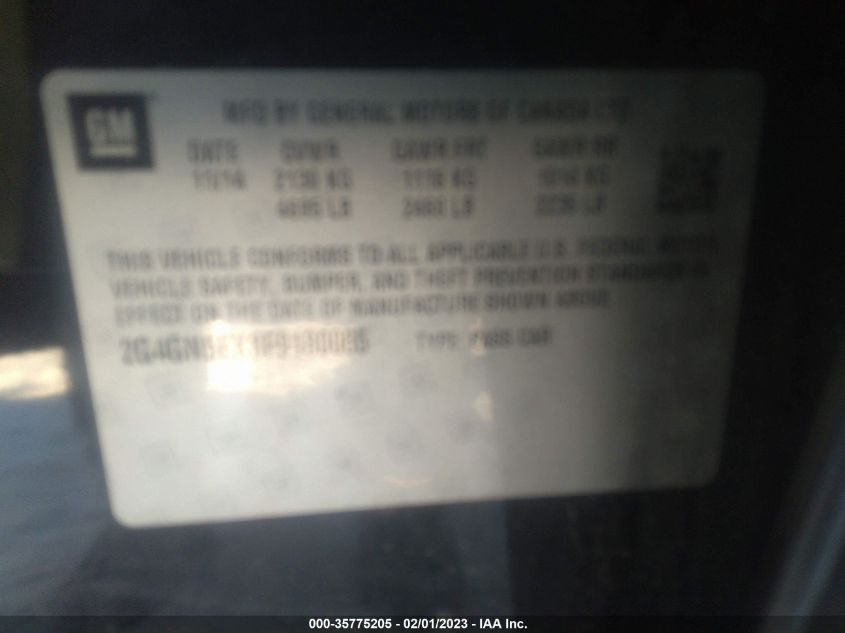 GM
MFD BY GENERAL MOTORS OF CANADA LTD
DATE GVWR GAWR FRT GAWR RR
11/14 2130 KG 1116 KG 1014 KG
4695 LB 2460 LB 2235 LB
THIS VEHICLE CONFORMS TO ALL APPLICABLE U.S. FEDERAL MOTOR
VEHICLE SAFETY, BUMPER, AND THEFT PREVENTION STANDARDS IN
EFFECT ON THE DATE OF MANUFACTURE SHOWN ABOVE.
TYPE: PASS CAR
000-35775205 - 02/01/2023 - IAA Inc.